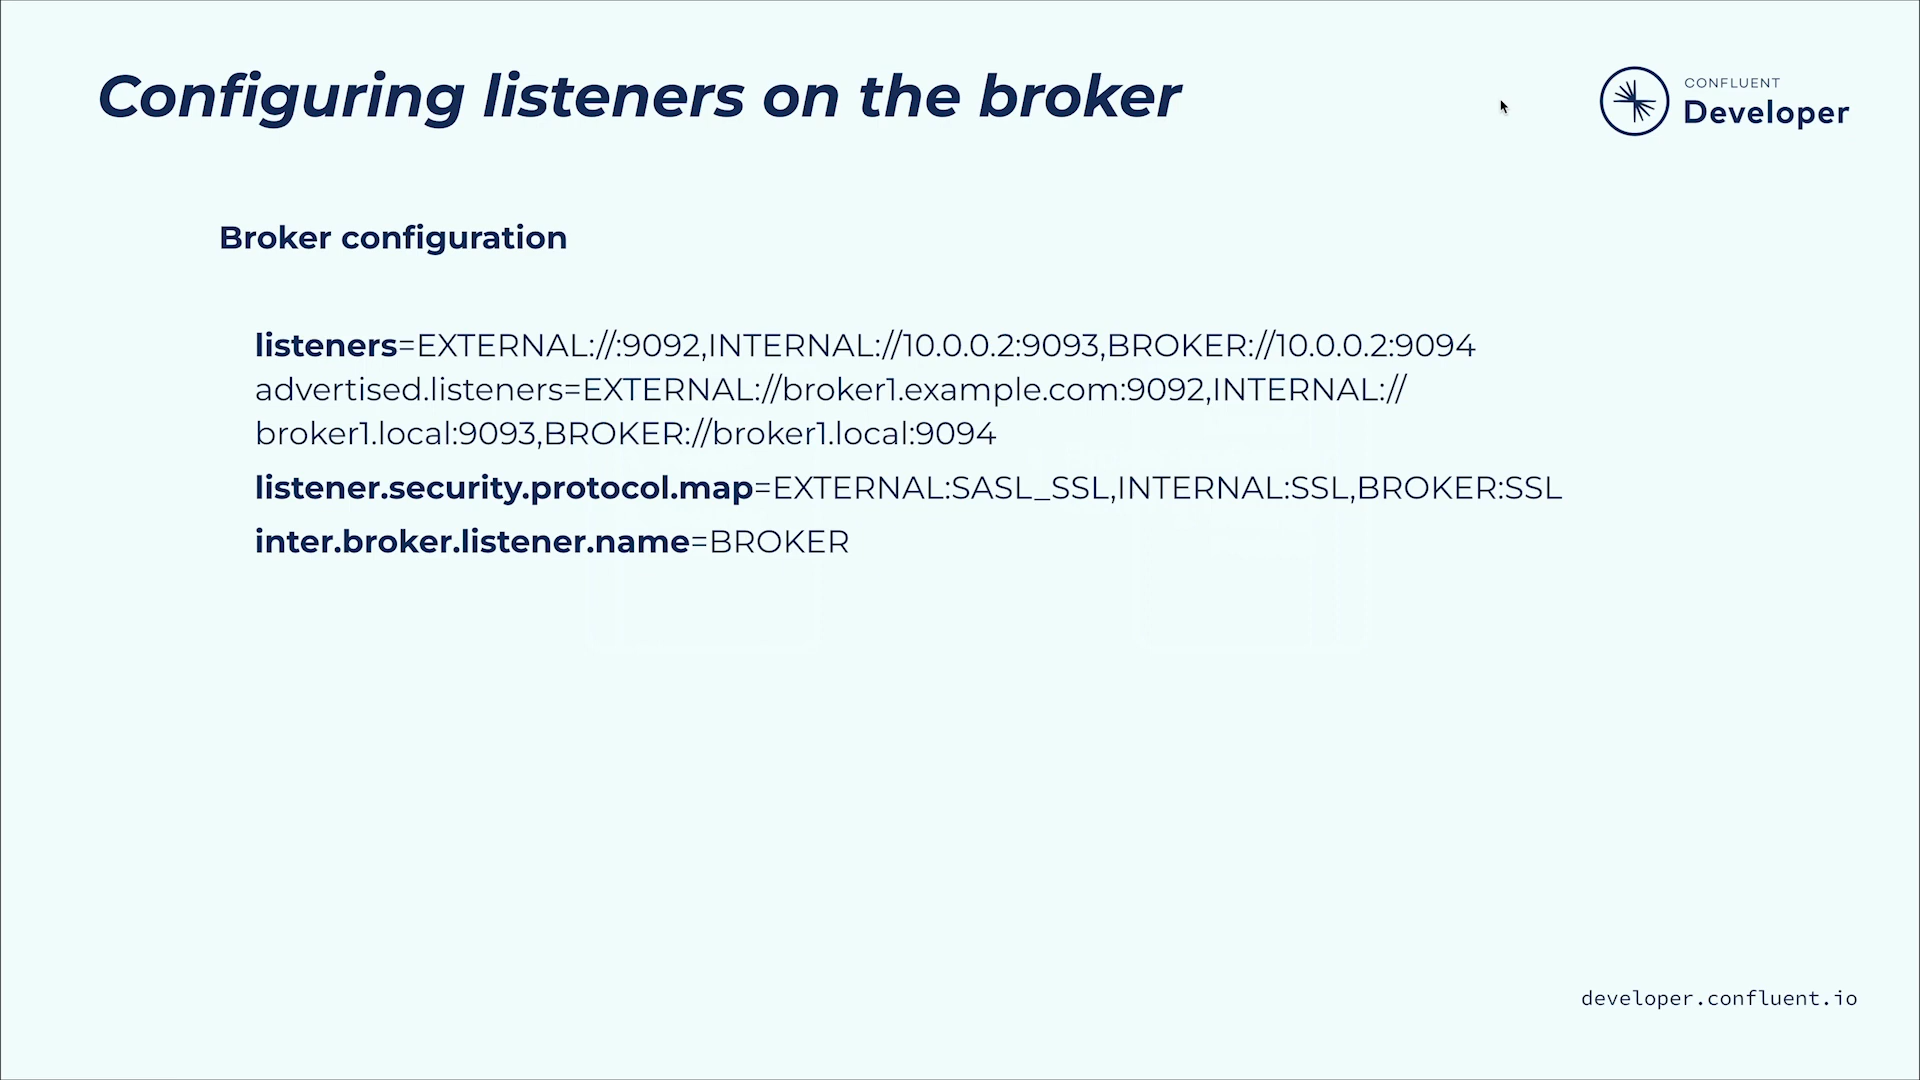 Configuring listeners on the broker
CONFLUENT
Developer
Broker configuration
listeners=EXTERNAL://:9092,INTERNAL://10.0.0.2:9093,BROKER://10.0.0.2:9094
advertised.listeners=EXTERNAL://broker1.example.com:9092,INTERNAL://
broker1.local:9093,BROKER://broker1.local:9094
listener.security.protocol.map=EXTERNAL:SASL_SSL,INTERNAL:SSL,BROKER:SSL
inter.broker.listener.name=BROKER
developer.confluent.io